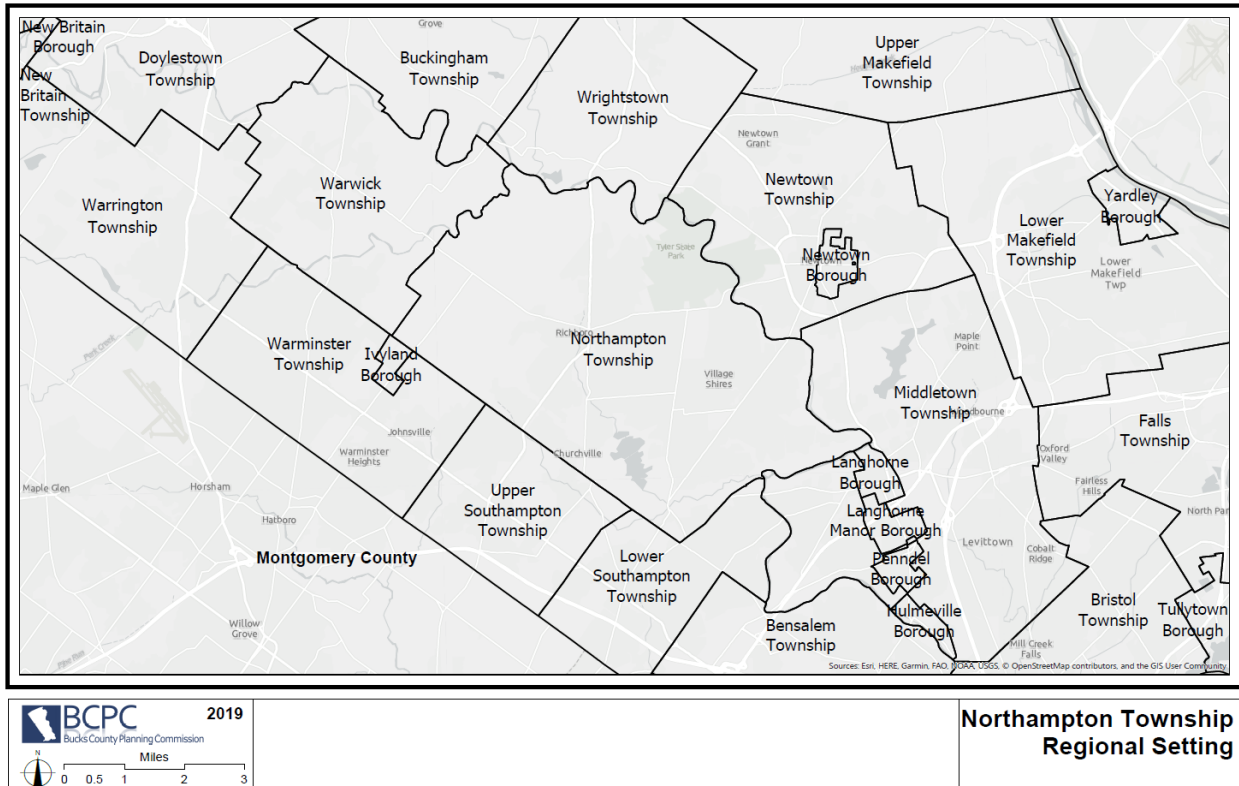 New Britain
Borough
Doylestown
Township
Grove
Buckingham
Township
Upper
Makefield
Township
New
Britain
Township
Wrightstown
Township
Newtown
Grant
Warrington
Township
Warwick
Township
Newtown
Township
Yardley
Borough
Lower
Makefield
Township
Tyler State
Park
Newtown
Newtown
Borough
Lower
Makefield
Twp
Warminster
Township
Ivyland
Borough
Richboro
Northampton
Township
Maple
Point
Village
Shires
Middletown
Township
Woodbourne
Falls
Township
Johnsville
Warminster
Heights
Churchville
Oxford
Valley
Langhorne
Borough
Fairless
Hills
Maple Glen
Horsham
Upper
Southampton
Township
Langhorne
Manor Borough
North Par
Hatboro
Montgomery County
Lower
Southampton
Township
Penndel
Borough
Levittown
Cobalt
Ridge
Willow
Grove
Bensalem
Township
Hulmeville
Borough
Bristol
Township
Tullytown
Borough
Mill Creek
Falls
Sources: Esri, HERE, Garmin, FAO, NOAA, USGS, © OpenStreetMap contributors, and the GIS User Community
BCPC
2019
Bucks County Planning Commission
N
Miles
0 0.5 1 2 3
Northampton Township
Regional Setting